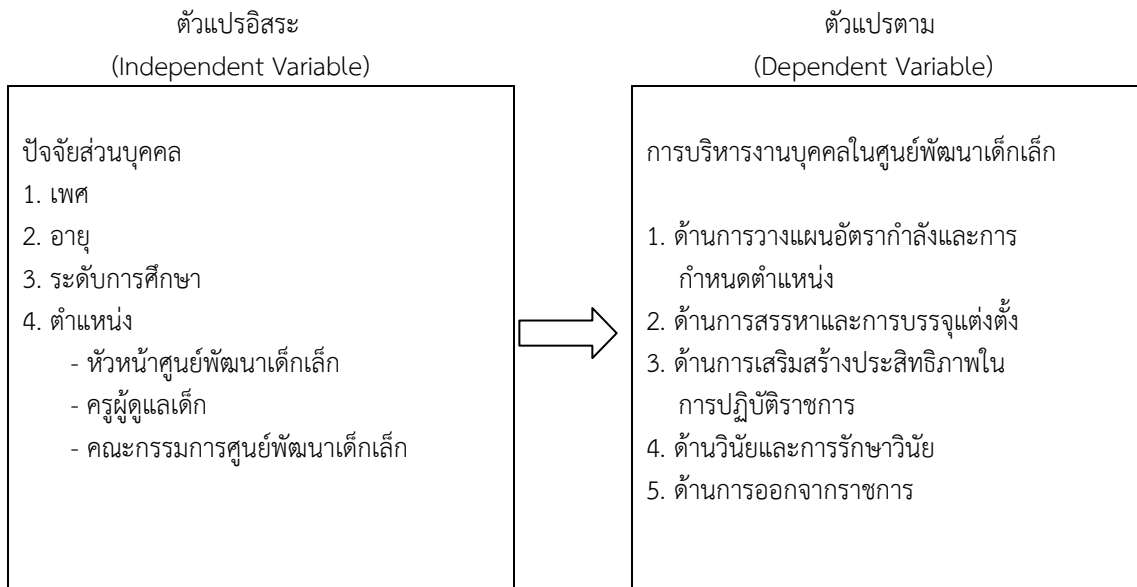 ตัวแปรอิสระ
(Independent Variable)
ปัจจัยส่วนบุคคล
1. เพศ
2. อายุ
3. ระดับการศึกษา
4. ตำแหน่ง
- หัวหน้าศูนย์พัฒนาเด็กเล็ก
- ครูผู้ดูแลเด็ก
- คณะกรรมการศูนย์พัฒนาเด็กเล็ก
ตัวแปรตาม
(Dependent Variable)
การบริหารงานบุคคลในศูนย์พัฒนาเด็กเล็ก
1. ด้านการวางแผนอัตรากำลังและการ
กำหนดตำแหน่ง
2. ด้านการสรรหาและการบรรจุแต่งตั้ง
3. ด้านการเสริมสร้างประสิทธิภาพใน
การปฏิบัติราชการ
4. ด้านวินัยและการรักษาวินัย
5. ด้านการออกจากราชการ